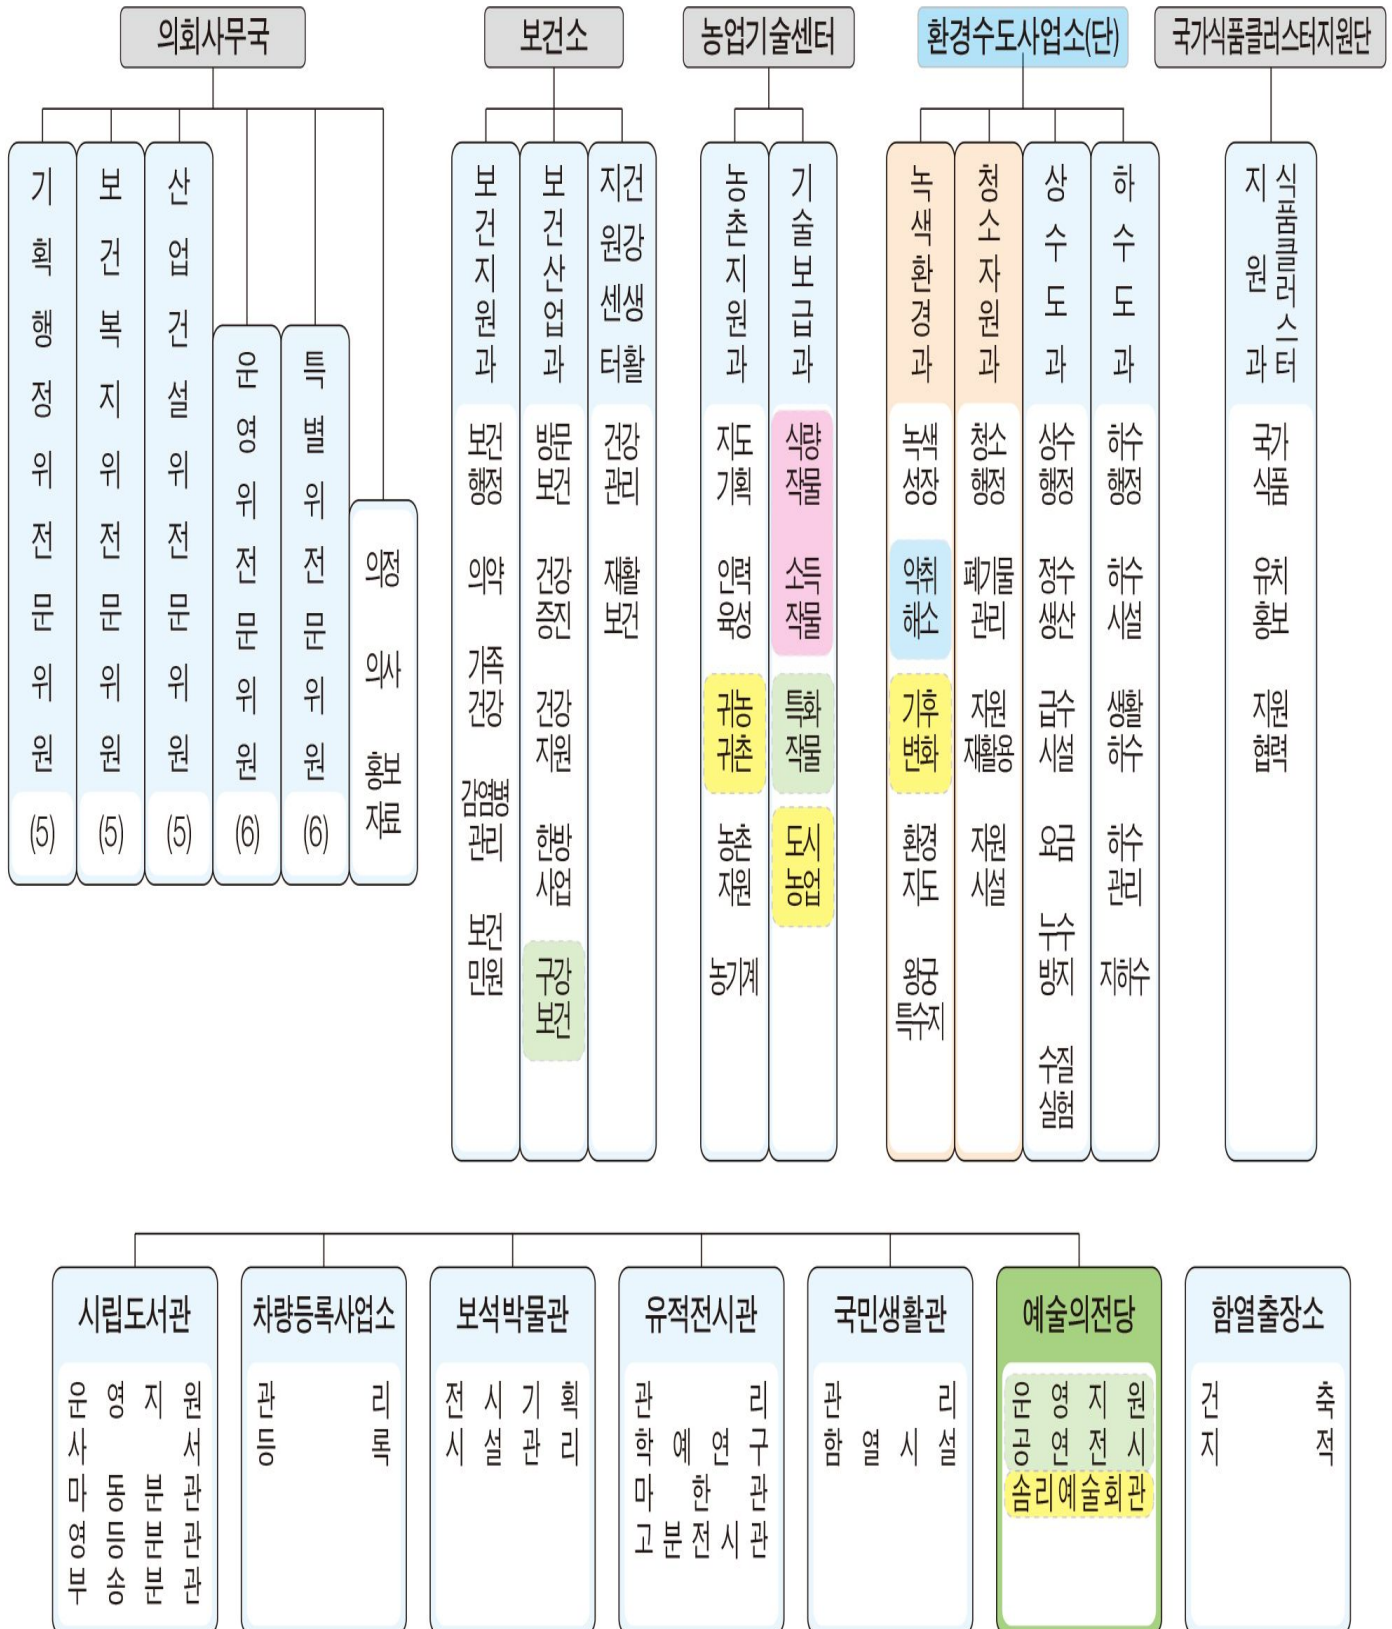 의회사무국
기획행정위전문위원
(5)
보건복지위전문위원
(5)
산업건설위전문위원
(5)
운영위전문위원
(6)
특별위전문위원
(6)
의정
의사
홍보
자료
보건소
보건지원과
보건
행정
의약
가족
건강
감염병
관리
보건
민원
보건산업과
방문
보건
건강
증진
건강
지원
한방
사업
구강
보건
건강생활
지원센터
건강
관리
재활
보건
농업기술센터
농촌지원과
지도
기획
인력
육성
귀농
귀촌
농촌
자원
농기계
기술보급과
식량
작물
소득
작물
특화
작물
도시
농업
환경수도사업소(단)
녹색환경과
녹색
성장
악취
해소
기후
변화
환경
지도
왕궁
특수지
청소자원과
청소
행정
폐기물
관리
자원
재활용
자원
시설
상수도과
상수
행정
정수
생산
급수
시설
요금
누수
방지
수질
실험
하수도과
하수
행정
하수
시설
생활
하수
하수
관리
지하수
국가식품클러스터지원단
식품클러스터
지원과
국가
식품
유치
홍보
지원
협력
시립도서관
운영지원
사서
마동분관
영등분관
부송분관
차량등록사업소
관리
등록
보석박물관
전시기획
시설관리
유적전시관
관리
학예연구
마한관
고분전시관
국민생활관
관리
함열시설
예술의전당
운영지원
공연전시
솜리예술회관
함열출장소
건축
지적